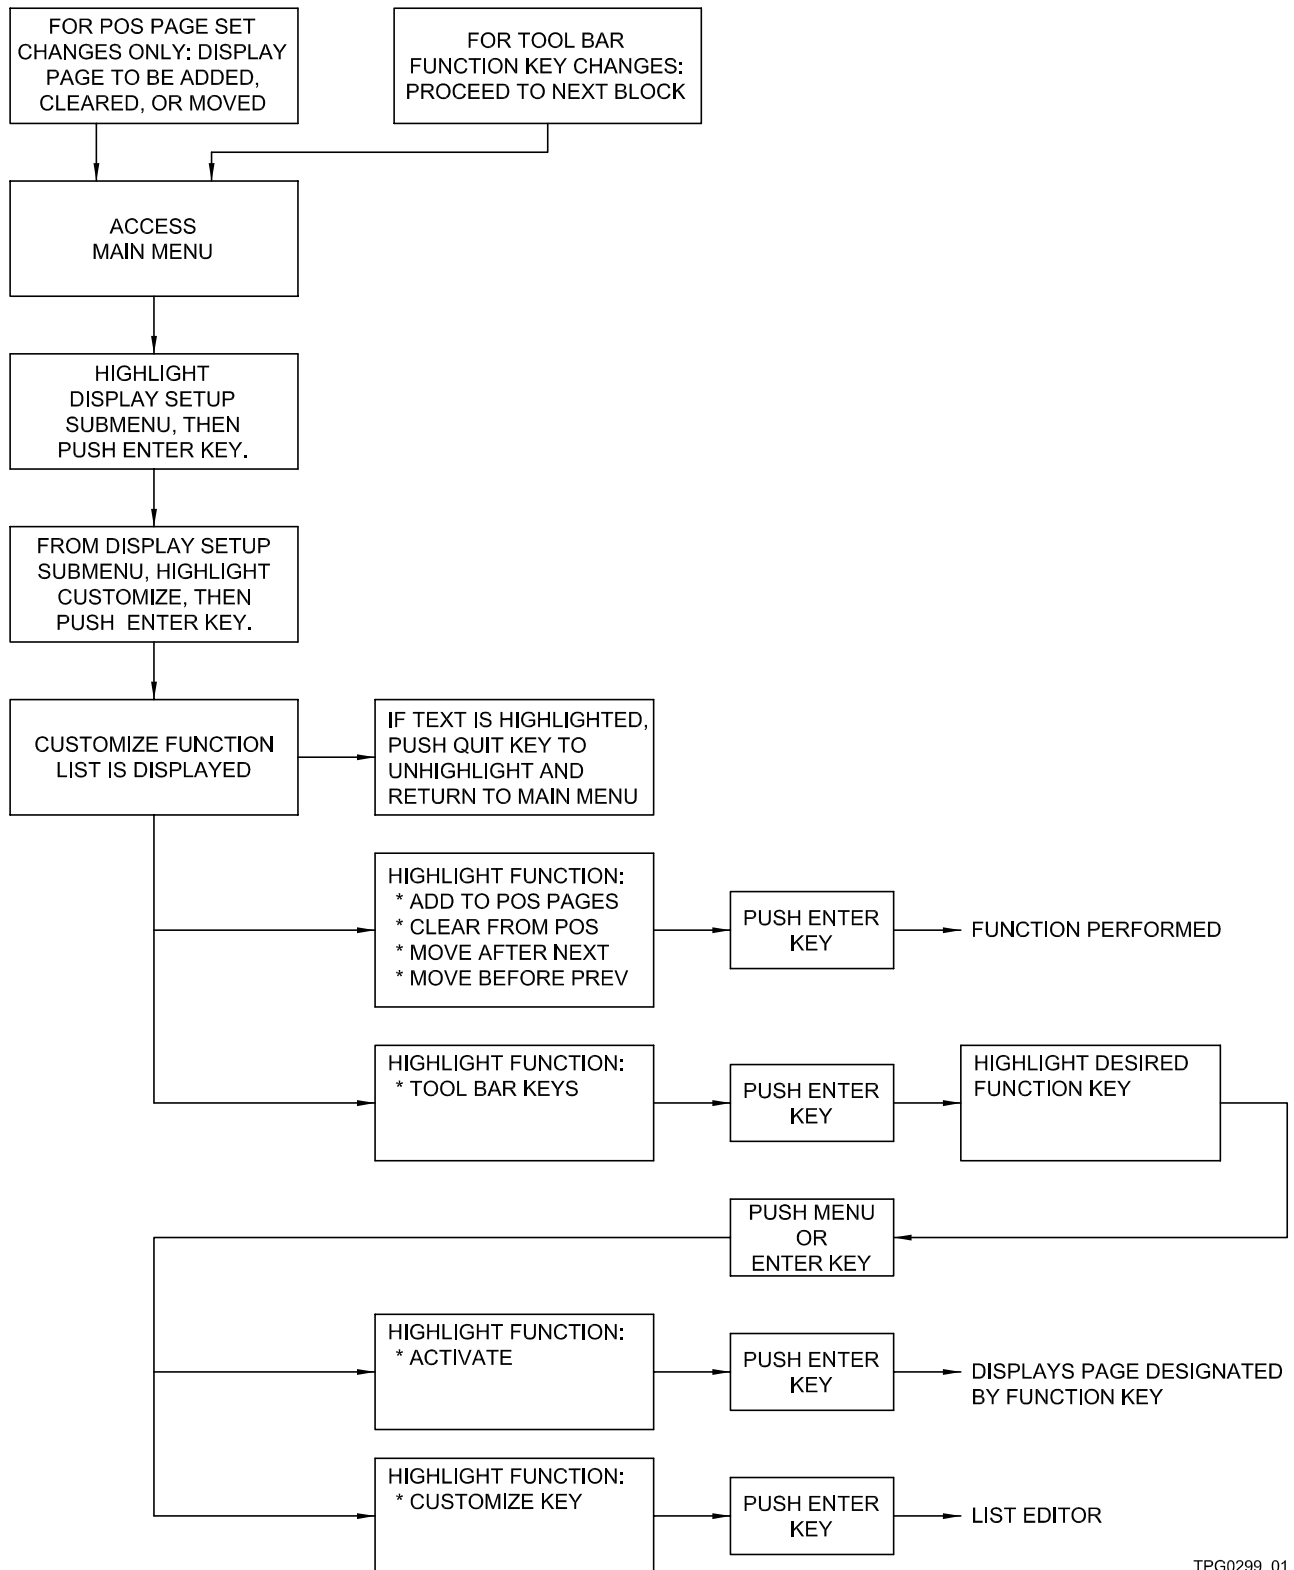 FOR POS PAGE SET
CHANGES ONLY: DISPLAY
PAGE TO BE ADDED,
CLEARED, OR MOVED
FOR TOOL BAR
FUNCTION KEY CHANGES:
PROCEED TO NEXT BLOCK
ACCESS
MAIN MENU
HIGHLIGHT
DISPLAY SETUP
SUBMENU, THEN
PUSH ENTER KEY.
FROM DISPLAY SETUP
SUBMENU, HIGHLIGHT
CUSTOMIZE, THEN
PUSH ENTER KEY.
CUSTOMIZE FUNCTION
LIST IS DISPLAYED
IF TEXT IS HIGHLIGHTED,
PUSH QUIT KEY TO
UNHIGHLIGHT AND
RETURN TO MAIN MENU
HIGHLIGHT FUNCTION:
* ADD TO POS PAGES
* CLEAR FROM POS
* MOVE AFTER NEXT
* MOVE BEFORE PREV
PUSH ENTER
KEY
FUNCTION PERFORMED
HIGHLIGHT FUNCTION:
* TOOL BAR KEYS
PUSH ENTER
KEY
HIGHLIGHT DESIRED
FUNCTION KEY
PUSH MENU
OR
ENTER KEY
HIGHLIGHT FUNCTION:
* ACTIVATE
PUSH ENTER
KEY
DISPLAYS PAGE DESIGNATED
BY FUNCTION KEY
HIGHLIGHT FUNCTION:
* CUSTOMIZE KEY
PUSH ENTER
KEY
LIST EDITOR
TPG0299_01